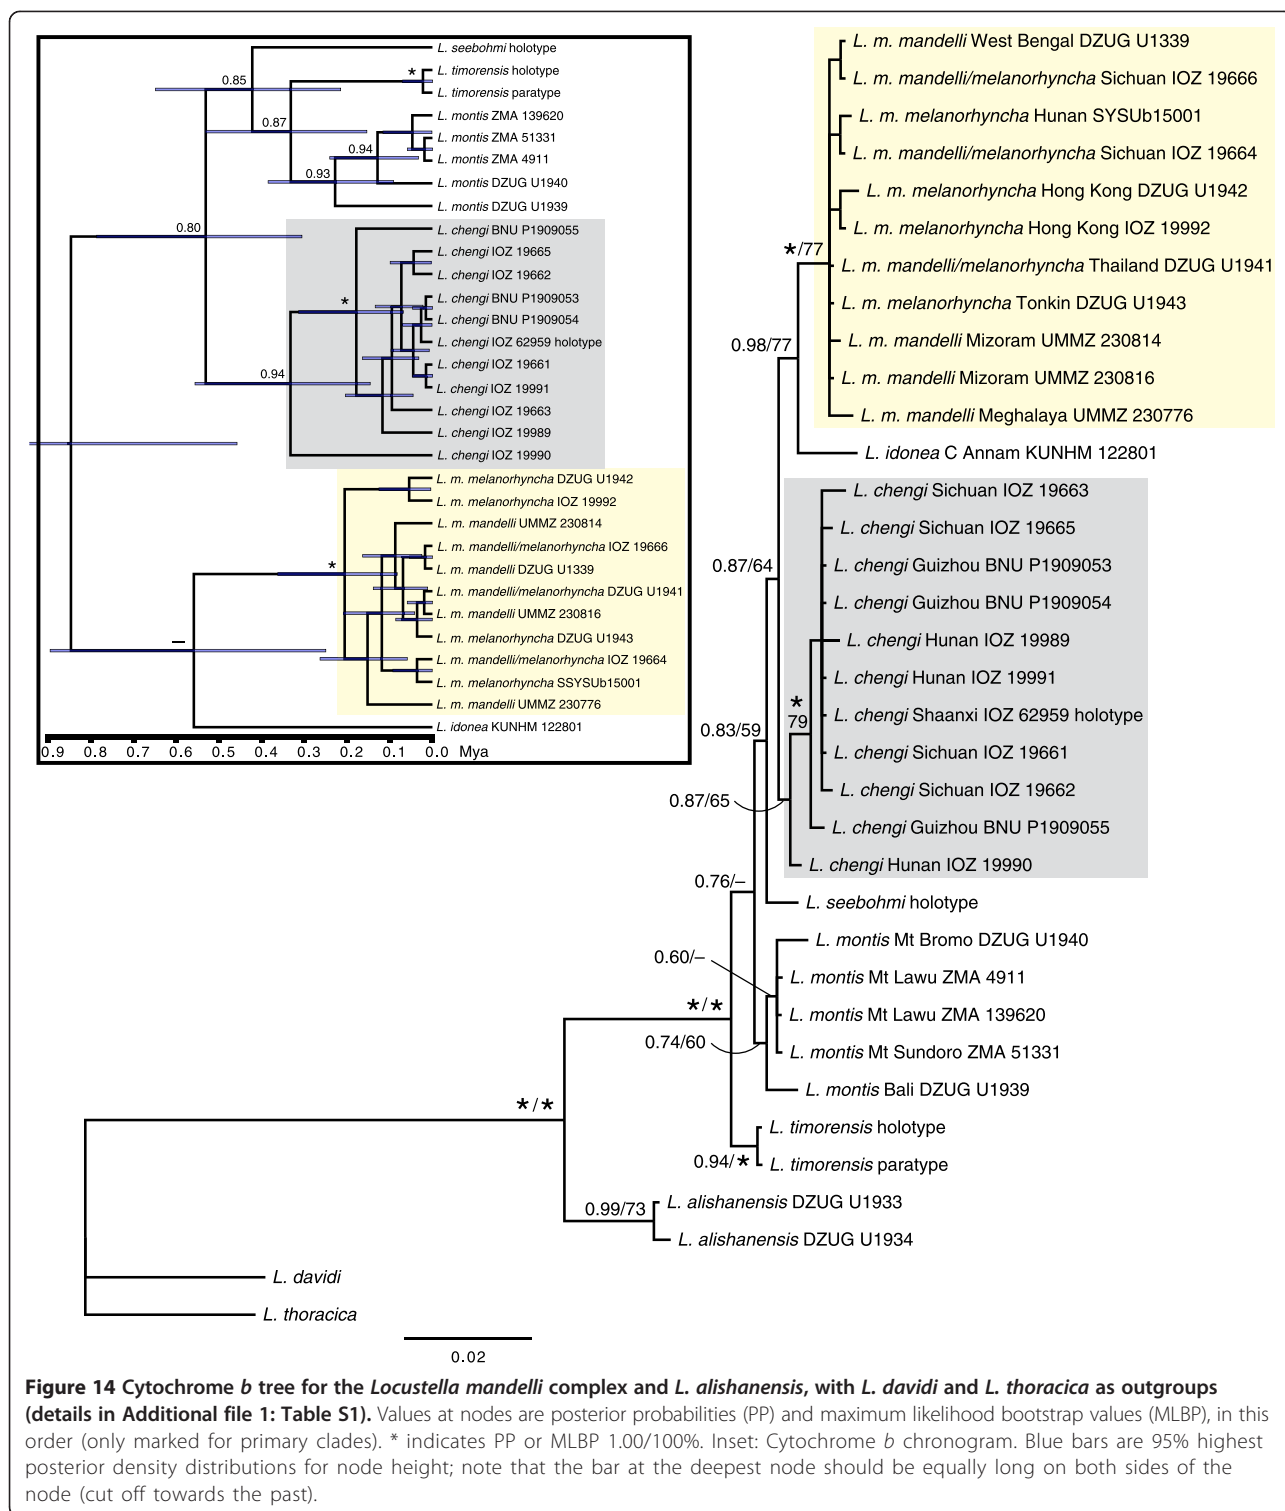 L. seebohmi holotype
0.85
* L. timorensis holotype
L. timorensis paratype
0.87
L. montis ZMA 139620
L. montis ZMA 51331
0.94
L. montis ZMA 4911
0.93
L. montis DZUG U1940
L. montis DZUG U1939
0.80
L. chengi BNU P1909055
L. chengi IOZ 19665
L. chengi IOZ 19662
*
L. chengi BNU P1909053
L. chengi BNU P1909054
L. chengi IOZ 62959 holotype
L. chengi IOZ 19661
0.94
L. chengi IOZ 19991
L. chengi IOZ 19663
L. chengi IOZ 19989
L. chengi IOZ 19990
L. m. melanorhyncha DZUG U1942
L. m. melanorhyncha IOZ 19992
L. m. mandelli UMMZ 230814
L. m. mandelli/melanorhyncha IOZ 19666
*
L. m. mandelli DZUG U1339
L. m. mandelli/melanorhyncha DZUG U1941
L. m. mandelli UMMZ 230816
L. m. melanorhyncha DZUG U1943
–
L. m. mandelli/melanorhyncha IOZ 19664
L. m. melanorhyncha SSYSUb15001
L. m. mandelli UMMZ 230776
L. idonea KUNHM 122801
0.9 0.8 0.7 0.6 0.5 0.4 0.3 0.2 0.1 0.0 Mya
L. m. mandelli West Bengal DZUG U1339
L. m. mandelli/melanorhyncha Sichuan IOZ 19666
L. m. melanorhyncha Hunan SYSUb15001
L. m. mandelli/melanorhyncha Sichuan IOZ 19664
L. m. melanorhyncha Hong Kong DZUG U1942
L. m. melanorhyncha Hong Kong IOZ 19992
*/77
L. m. mandelli/melanorhyncha Thailand DZUG U1941
L. m. melanorhyncha Tonkin DZUG U1943
L. m. mandelli Mizoram UMMZ 230814
0.98/77
L. m. mandelli Mizoram UMMZ 230816
L. m. mandelli Meghalaya UMMZ 230776
L. idonea C Annam KUNHM 122801
L. chengi Sichuan IOZ 19663
L. chengi Sichuan IOZ 19665
0.87/64
L. chengi Guizhou BNU P1909053
L. chengi Guizhou BNU P1909054
L. chengi Hunan IOZ 19989
L. chengi Hunan IOZ 19991
*
79
L. chengi Shaanxi IOZ 62959 holotype
0.83/59
L. chengi Sichuan IOZ 19661
L. chengi Sichuan IOZ 19662
0.87/65
L. chengi Guizhou BNU P1909055
L. chengi Hunan IOZ 19990
0.76/–
L. seebohmi holotype
L. montis Mt Bromo DZUG U1940
0.60/–
L. montis Mt Lawu ZMA 4911
*/*
L. montis Mt Lawu ZMA 139620
0.74/60
L. montis Mt Sundoro ZMA 51331
L. montis Bali DZUG U1939
*/*
L. timorensis holotype
0.94/*
L. timorensis paratype
L. alishanensis DZUG U1933
0.99/73
L. alishanensis DZUG U1934
L. davidi
L. thoracica
0.02
Figure 14 Cytochrome b tree for the Locustella mandelli complex and L. alishanensis, with L. davidi and L. thoracica as outgroups
(details in Additional file 1: Table S1). Values at nodes are posterior probabilities (PP) and maximum likelihood bootstrap values (MLBP), in this
order (only marked for primary clades). * indicates PP or MLBP 1.00/100%. Inset: Cytochrome b chronogram. Blue bars are 95% highest
posterior density distributions for node height; note that the bar at the deepest node should be equally long on both sides of the
node (cut off towards the past).